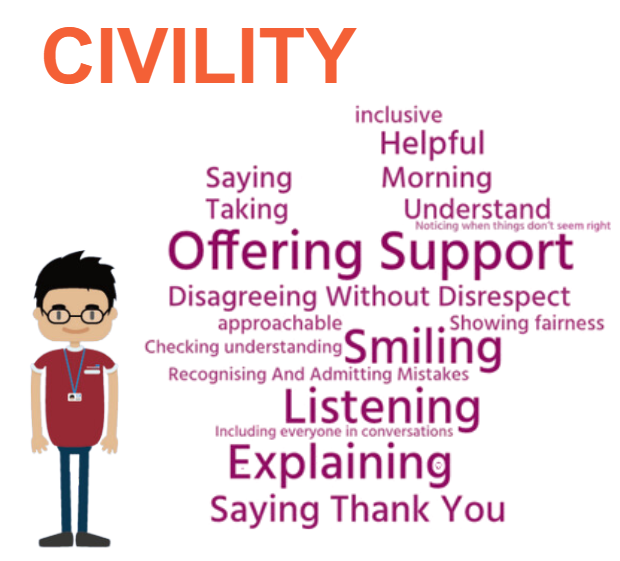 CIVILITY
inclusive
Helpful
Saying Morning
Taking Understand
Noticing when things don't seem right
Offering Support
Disagreeing Without Disrespect
approachable Showing fairness
Checking understanding Smiling
Recognising And Admitting Mistakes
Listening
Including everyone in conversations
Explaining
Saying Thank You